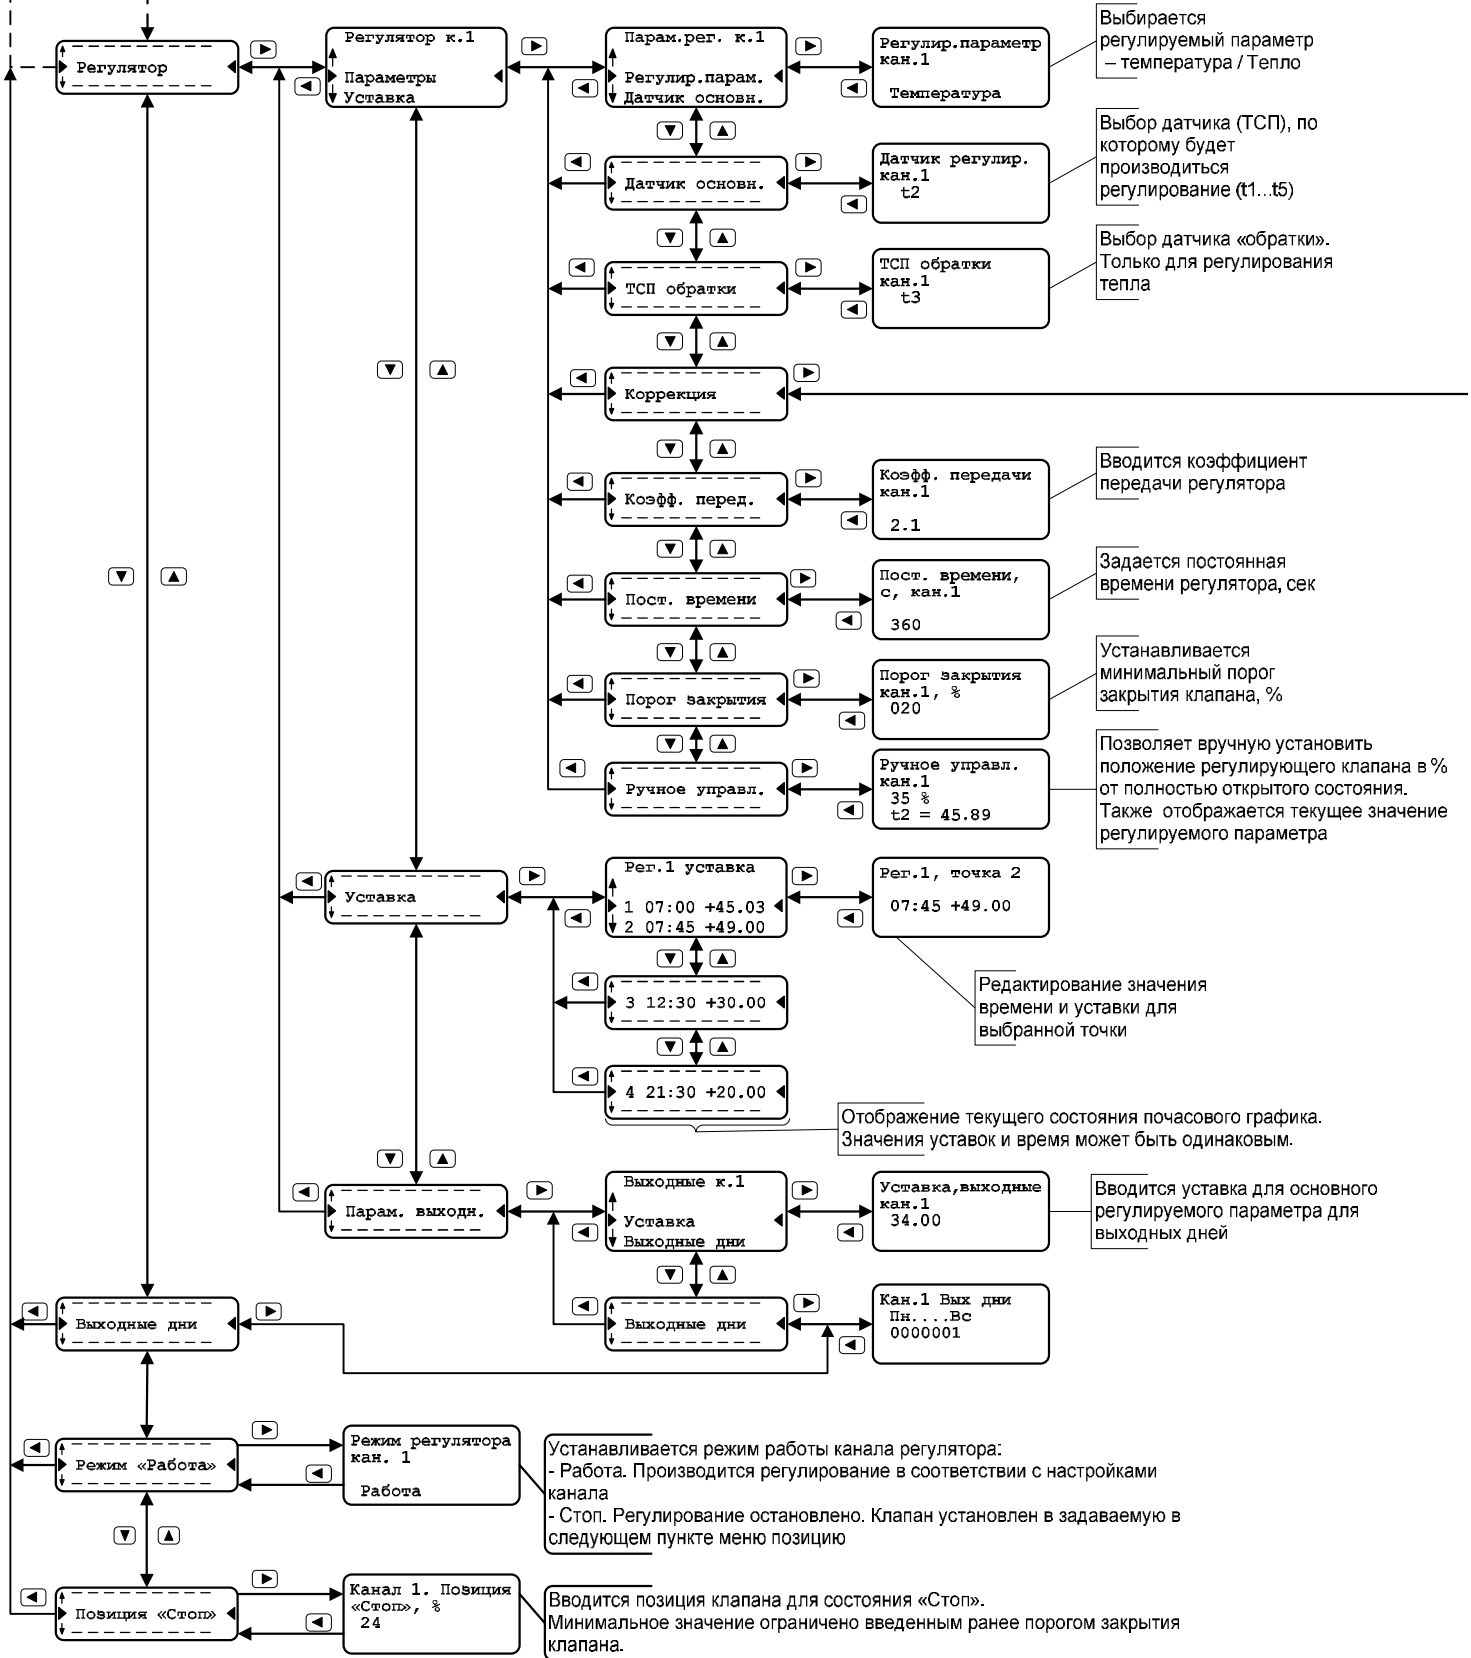 Регулятор
Регулятор к.1
Параметры
Уставка
Парам.рег. к.1
Регулир.парам.
Датчик основн.
Регулир.параметр
кан.1
Температура
Выбирается
регулируемый параметр
– температура / Тепло
Датчик основн.
Датчик регулир.
кан.1
t2
Выбор датчика (ТСП), по
которому будет
производиться
регулирование (t1...t5)
ТСП обратки
ТСП обратки
кан.1
t3
Выбор датчика «обратки».
Только для регулирования
тепла
Коррекция
Коэфф. перед.
Коэфф. передачи
кан.1
2.1
Вводится коэффициент
передачи регулятора
Пост. времени
Пост. времени,
с, кан.1
360
Задается постоянная
времени регулятора, сек
Порог закрытия
Порог закрытия
кан.1, %
020
Устанавливается
минимальный порог
закрытия клапана, %
Ручное управл.
Ручное управл.
кан.1
35 %
t2 = 45.89
Позволяет вручную установить
положение регулирующего клапана в %
от полностью открытого состояния.
Также отображается текущее значение
регулируемого параметра
Уставка
Рег.1 уставка
1 07:00 +45.03
2 07:45 +49.00
Рег.1, точка 2
07:45 +49.00
3 12:30 +30.00
Редактирование значения
времени и уставки для
выбранной точки
4 21:30 +20.00
Отображение текущего состояния почасового графика.
Значения уставок и время может быть одинаковым.
Парам. выходн.
Выходные к.1
Уставка
Выходные дни
Уставка,выходные
кан.1
34.00
Вводится уставка для основного
регулируемого параметра для
выходных дней
Выходные дни
Выходные дни
Кан.1 Вых дни
Пн....Вс
0000001
Режим «Работа»
Режим регулятора
кан. 1
Работа
Устанавливается режим работы канала регулятора:
- Работа. Производится регулирование в соответствии с настройками
канала
- Стоп. Регулирование остановлено. Клапан установлен в задаваемую в
следующем пункте меню позицию
Позиция «Стоп»
Канал 1. Позиция
«Стоп», %
24
Вводится позиция клапана для состояния «Стоп».
Минимальное значение ограничено введенным ранее порогом закрытия
клапана.